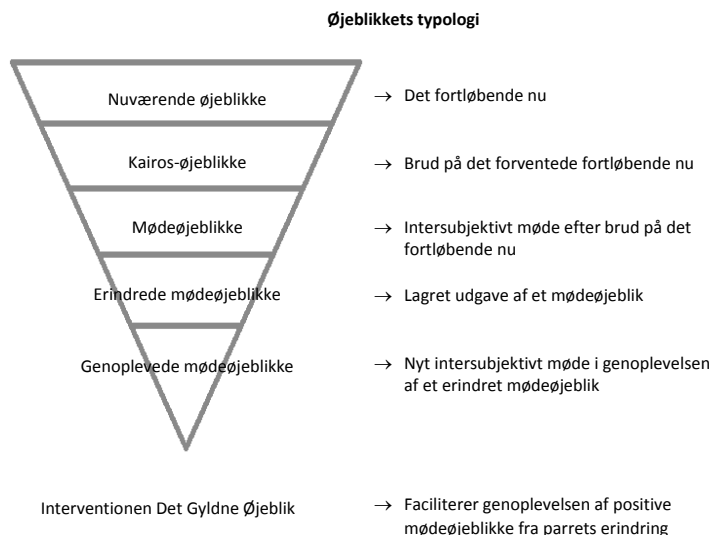 Øjeblikkets typologi
Nuværende øjeblikke → Det fortløbende nu
Kairos-øjeblikke → Brud på det forventede fortløbende nu
Mødeøjeblikke → Intersubjektivt møde efter brud på det
fortløbende nu
Erindrede mødeøjeblikke → Lagret udgave af et mødeøjeblik
Genoplevede mødeøjeblikke → Nyt intersubjektivt møde i genoplevelsen
af et erindret mødeøjeblik
Interventionen Det Gyldne Øjeblik → Faciliterer genoplevelsen af positive
mødeøjeblikke fra parrets erindring